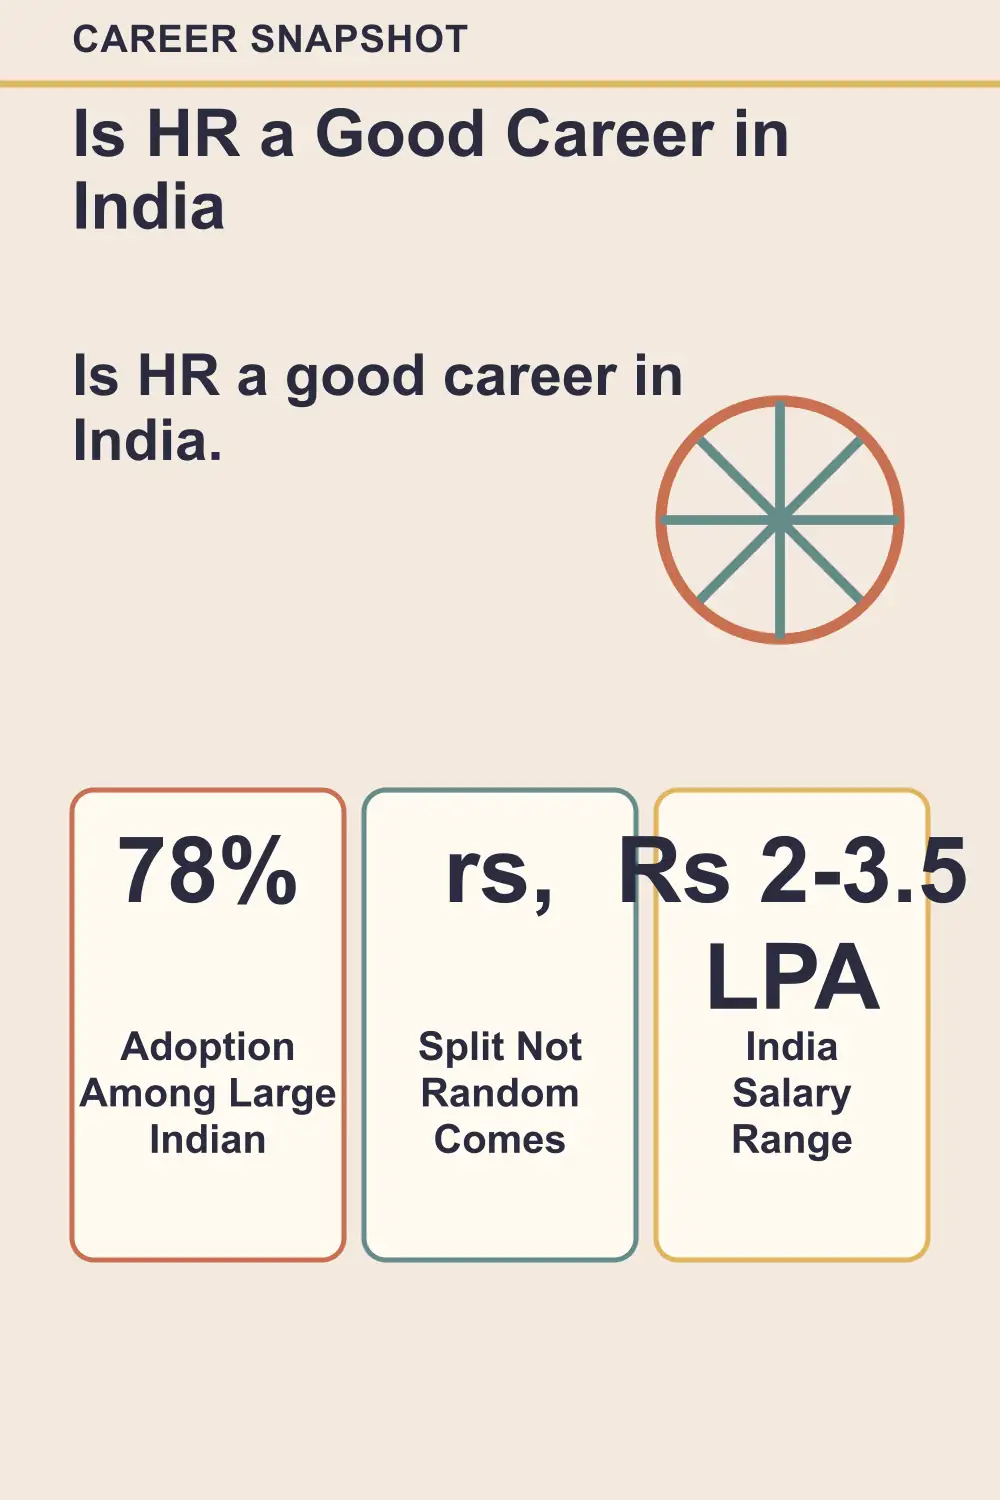 CAREER SNAPSHOT
Is HR a Good Career in
India
Is HR a good career in
India.
78%
Adoption
Among Large
Indian
rs,
Split Not
Random
Comes
Rs 2-3.5
LPA
India
Salary
Range